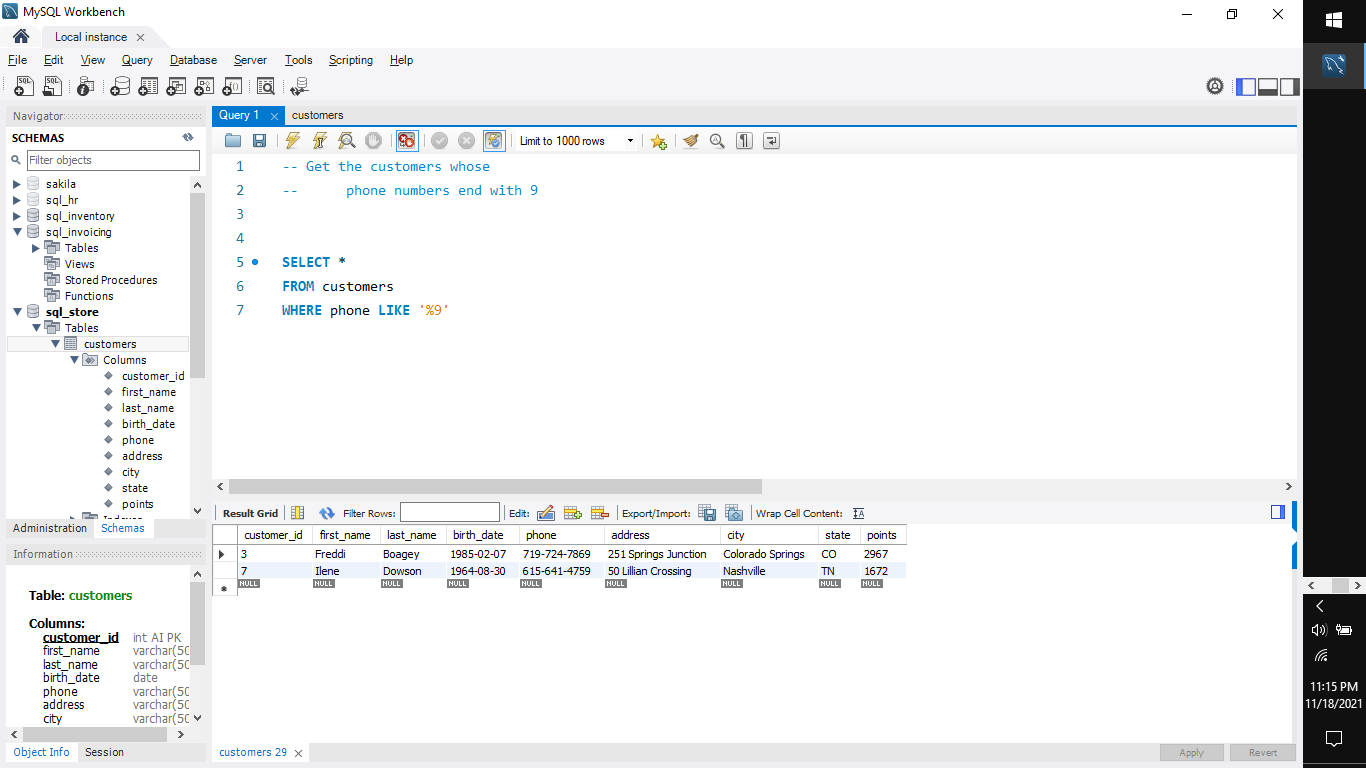 MySQL Workbench
Local instance
File Edit View Query Database Server Tools Scripting Help
Navigator
SCHEMAS
Filter objects
sakila
sql_hr
sql_inventory
sql_invoicing
Tables
Views
Stored Procedures
Functions
sql_store
Tables
customers
Columns
customer_id
first_name
last_name
birth_date
phone
address
city
state
points
Administration Schemas
Information
Table: customers
Columns:
customer_id int AI PK
first_name varchar(50
last_name varchar(50
birth_date date
phone varchar(50
address varchar(50
city varchar(50
Object Info Session
Query 1 customers
Limit to 1000 rows
1 -- Get the customers whose
2 -- phone numbers end with 9
3
4
5 SELECT *
6 FROM customers
7 WHERE phone LIKE '%9'
Result Grid Filter Rows: Edit: Export/Import: Wrap Cell Content:
customer_id first_name last_name birth_date phone address city state points
3 Freddi Boagey 1985-02-07 719-724-7869 251 Springs Junction Colorado Springs CO 2967
7 Ilene Dowson 1964-08-30 615-641-4759 50 Lillian Crossing Nashville TN 1672
NULL NULL NULL NULL NULL NULL NULL NULL NULL
customers 29
Apply Revert
11:15 PM
11/18/2021